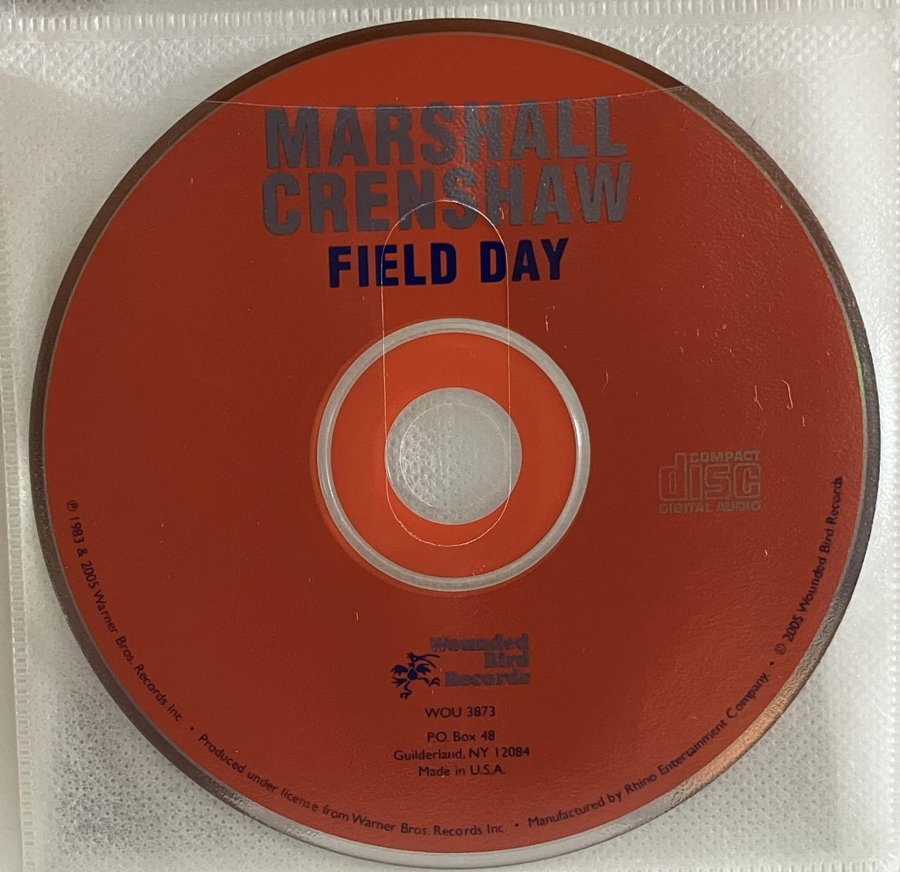 MARSHALL
CRENSHAW
FIELD DAY
COMPACT
disc
DIGITAL AUDIO
Wounded
Bird
Records
WOU 3873
P.O. Box 48
Guilderland, NY 12084
Made in U.S.A.
℗ 1983 & 2005 Warner Bros. Records Inc. • Produced under license from Warner Bros. Records Inc. • Manufactured by Rhino Entertainment Company. • © 2005 Wounded Bird Records